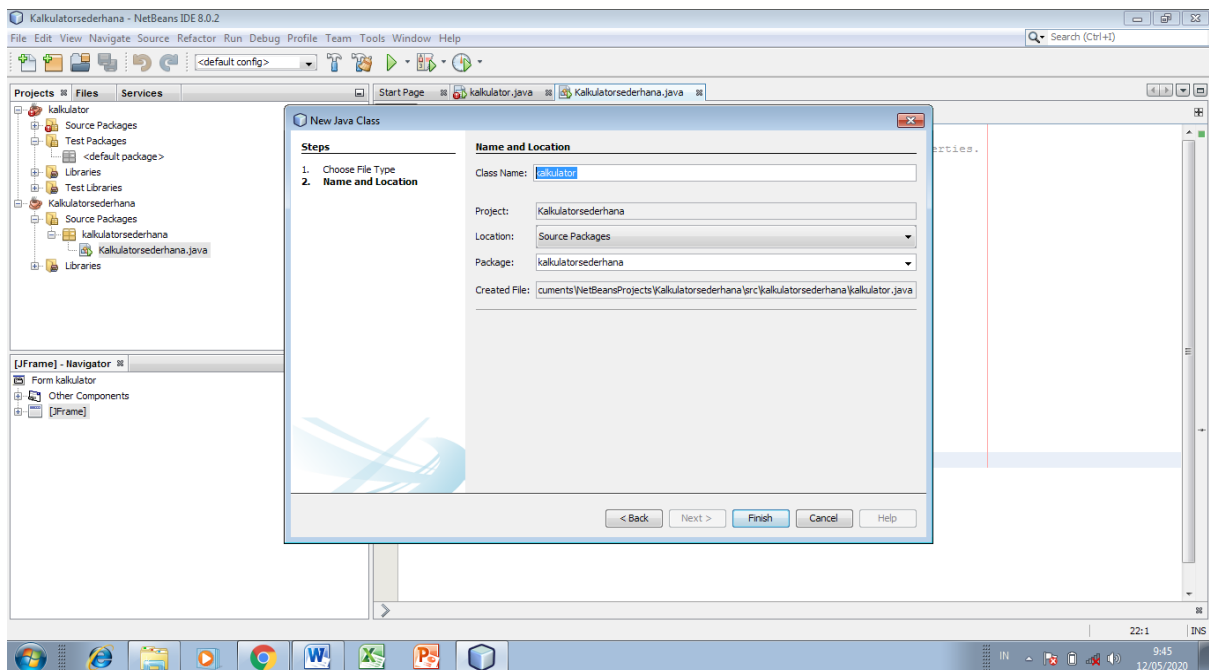 Kalkulatorsederhana - NetBeans IDE 8.0.2
File Edit View Navigate Source Refactor Run Debug Profile Team Tools Window Help
Search (Ctrl+I)
<default config>
Projects Files Services
Start Page kalkulator.java Kalkulatorsederhana.java
kalkulator
Source Packages
Test Packages
<default package>
Libraries
Test Libraries
Kalkulatorsederhana
Source Packages
kalkulatorsederhana
Kalkulatorsederhana.java
Libraries
[JFrame] - Navigator
Form kalkulator
Other Components
[JFrame]
New Java Class
Steps
1. Choose File Type
2. Name and Location
Name and Location
Class Name: kalkulator
Project: Kalkulatorsederhana
Location: Source Packages
Package: kalkulatorsederhana
Created File: cuments\NetBeansProjects\Kalkulatorsederhana\src\kalkulatorsederhana\kalkulator.java
< Back Next > Finish Cancel Help
erties.
22:1 INS
IN
9:45
12/05/2020